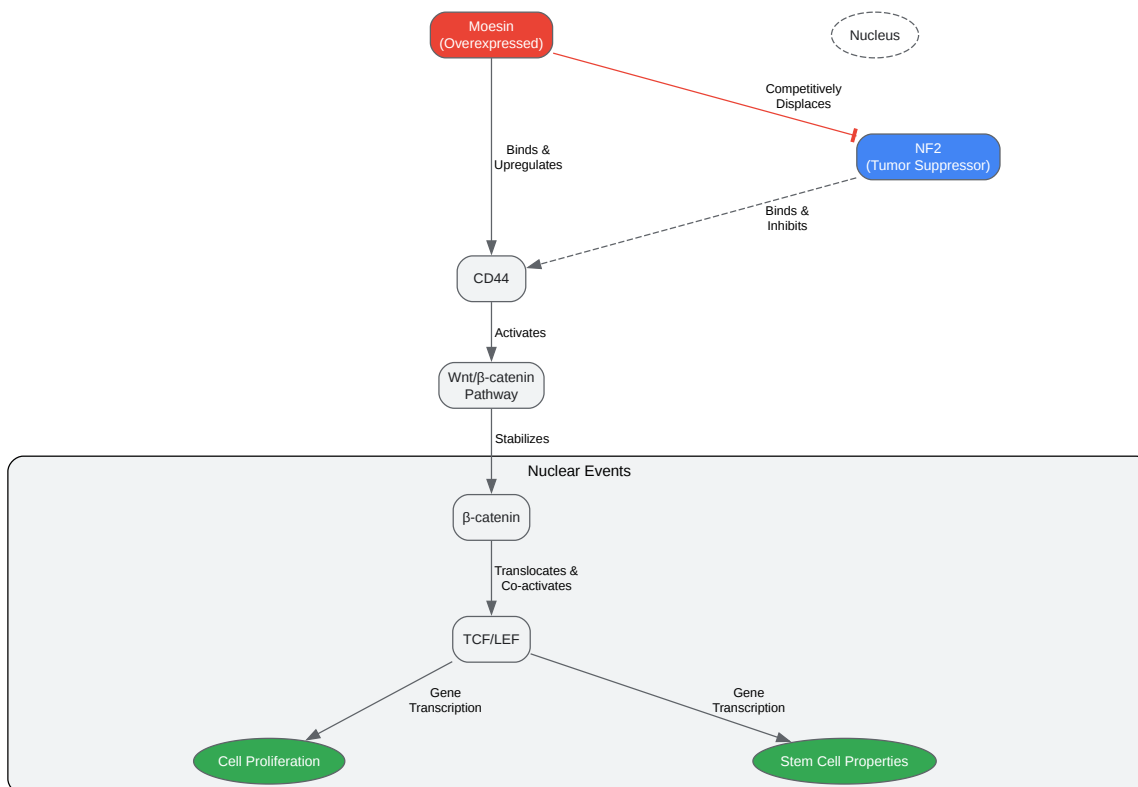 Moesin
(Overexpressed)
Nucleus
Competitively
Displaces
NF2
(Tumor Suppressor)
Binds &
Upregulates
Binds &
Inhibits
CD44
Activates
Wnt/β-catenin
Pathway
Stabilizes
Nuclear Events
β-catenin
Translocates &
Co-activates
TCF/LEF
Gene
Transcription
Gene
Transcription
Cell Proliferation
Stem Cell Properties